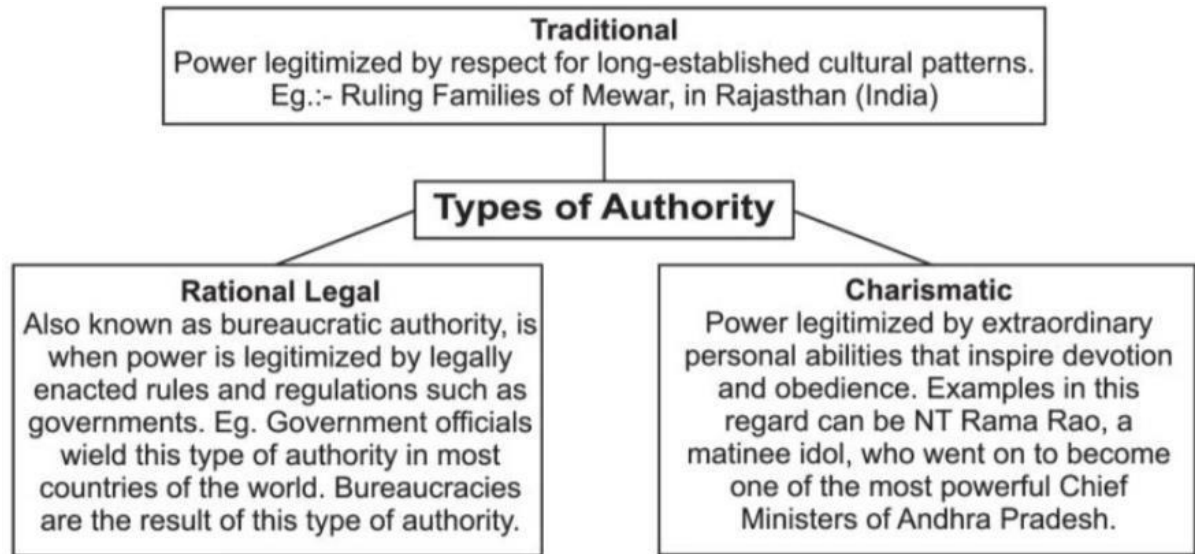 Traditional
Power legitimized by respect for long-established cultural patterns.
Eg.:- Ruling Families of Mewar, in Rajasthan (India)
Types of Authority
Rational Legal
Also known as bureaucratic authority, is
when power is legitimized by legally
enacted rules and regulations such as
governments. Eg. Government officials
wield this type of authority in most
countries of the world. Bureaucracies
are the result of this type of authority.
Charismatic
Power legitimized by extraordinary
personal abilities that inspire devotion
and obedience. Examples in this
regard can be NT Rama Rao, a
matinee idol, who went on to become
one of the most powerful Chief
Ministers of Andhra Pradesh.